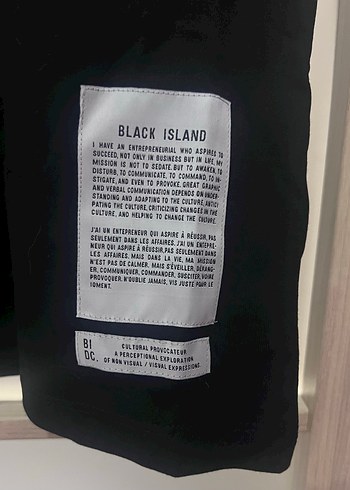 BLACK ISLAND
I HAVE AN ENTREPRENEURIAL WHO ASPIRES TO
SUCCEED, NOT ONLY IN BUSINESS BUT IN LIFE, MY
MISSION IS NOT TO SEDATE. BUT TO AWAKEN, TO
DISTURB, TO COMMUNICATE, TO COMMAND, TO IN-
STIGATE, AND EVEN TO PROVOKE. GREAT GRAPHIC
AND VERBAL COMMUNICATION DEPENDS ON UNDER-
STANDING AND ADAPTING TO THE CULTURE, ANTICI
PATING THE CULTURE, CRITICIZING CHANGES IN THE
CULTURE, AND HELPING TO CHANGE THE CULTURE.
J'AI UN ENTEPRENEUR QUI ASPIRE À RÉUSSIR, PAS
SEULEMENT DANS LES AFFAIRES. J'AI UN ENTEPRE-
NEUR QUI ASPIRE À RÉUSSIR, PAS SEULEMENT DANS
LES AFFAIRES. MAIS DANS LA VIE, MA MISSION
N'EST PAS DE CALMER. MAIS S'ÉVEILLER, DÉRANG-
ER, COMMUNIQUER, COMMANDER, SUSCITER, VOIRE
PROVOQUER. N'OUBLIE JAMAIS, VIS JUSTE POUR LE
MOMENT.
BI
DC.
CULTURAL PROVOCATEUR
A PERCEPTIONAL EXPLORATION
OF NON VISUAL / VISUAL EXPRESSIONS